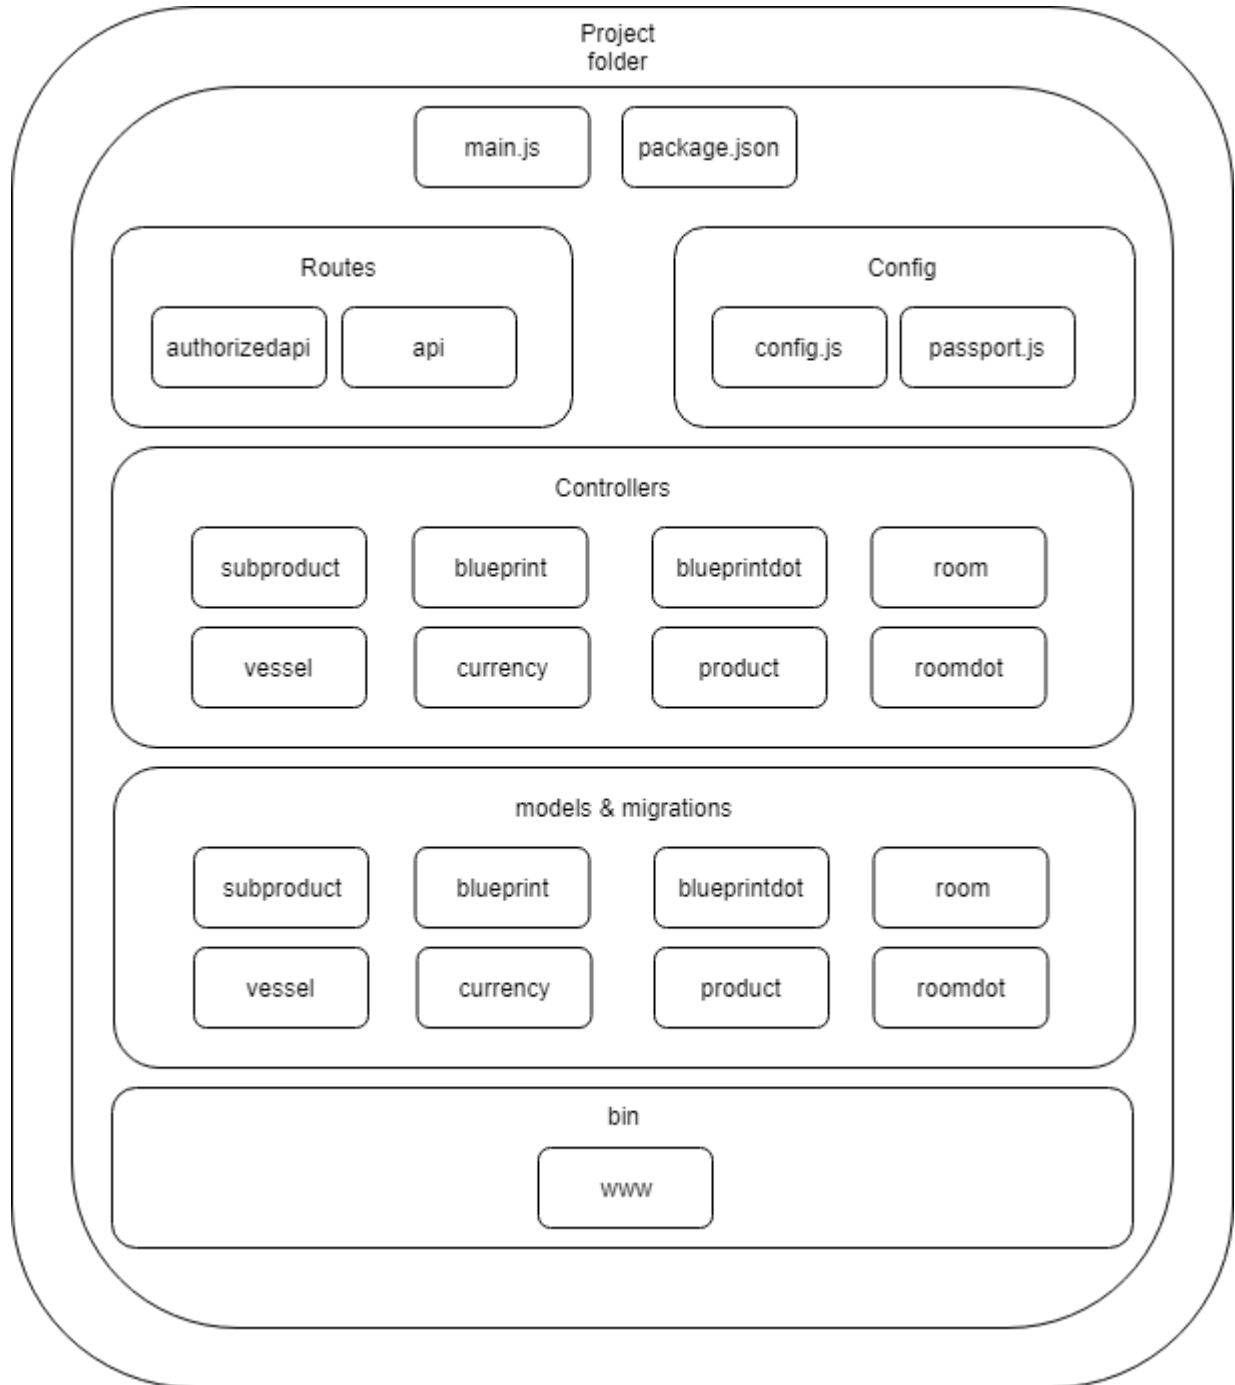 Project
folder
main.js
package.json
Routes
authorizedapi
api
Config
config.js
passport.js
Controllers
subproduct
blueprint
blueprintdot
room
vessel
currency
product
roomdot
models & migrations
subproduct
blueprint
blueprintdot
room
vessel
currency
product
roomdot
bin
www